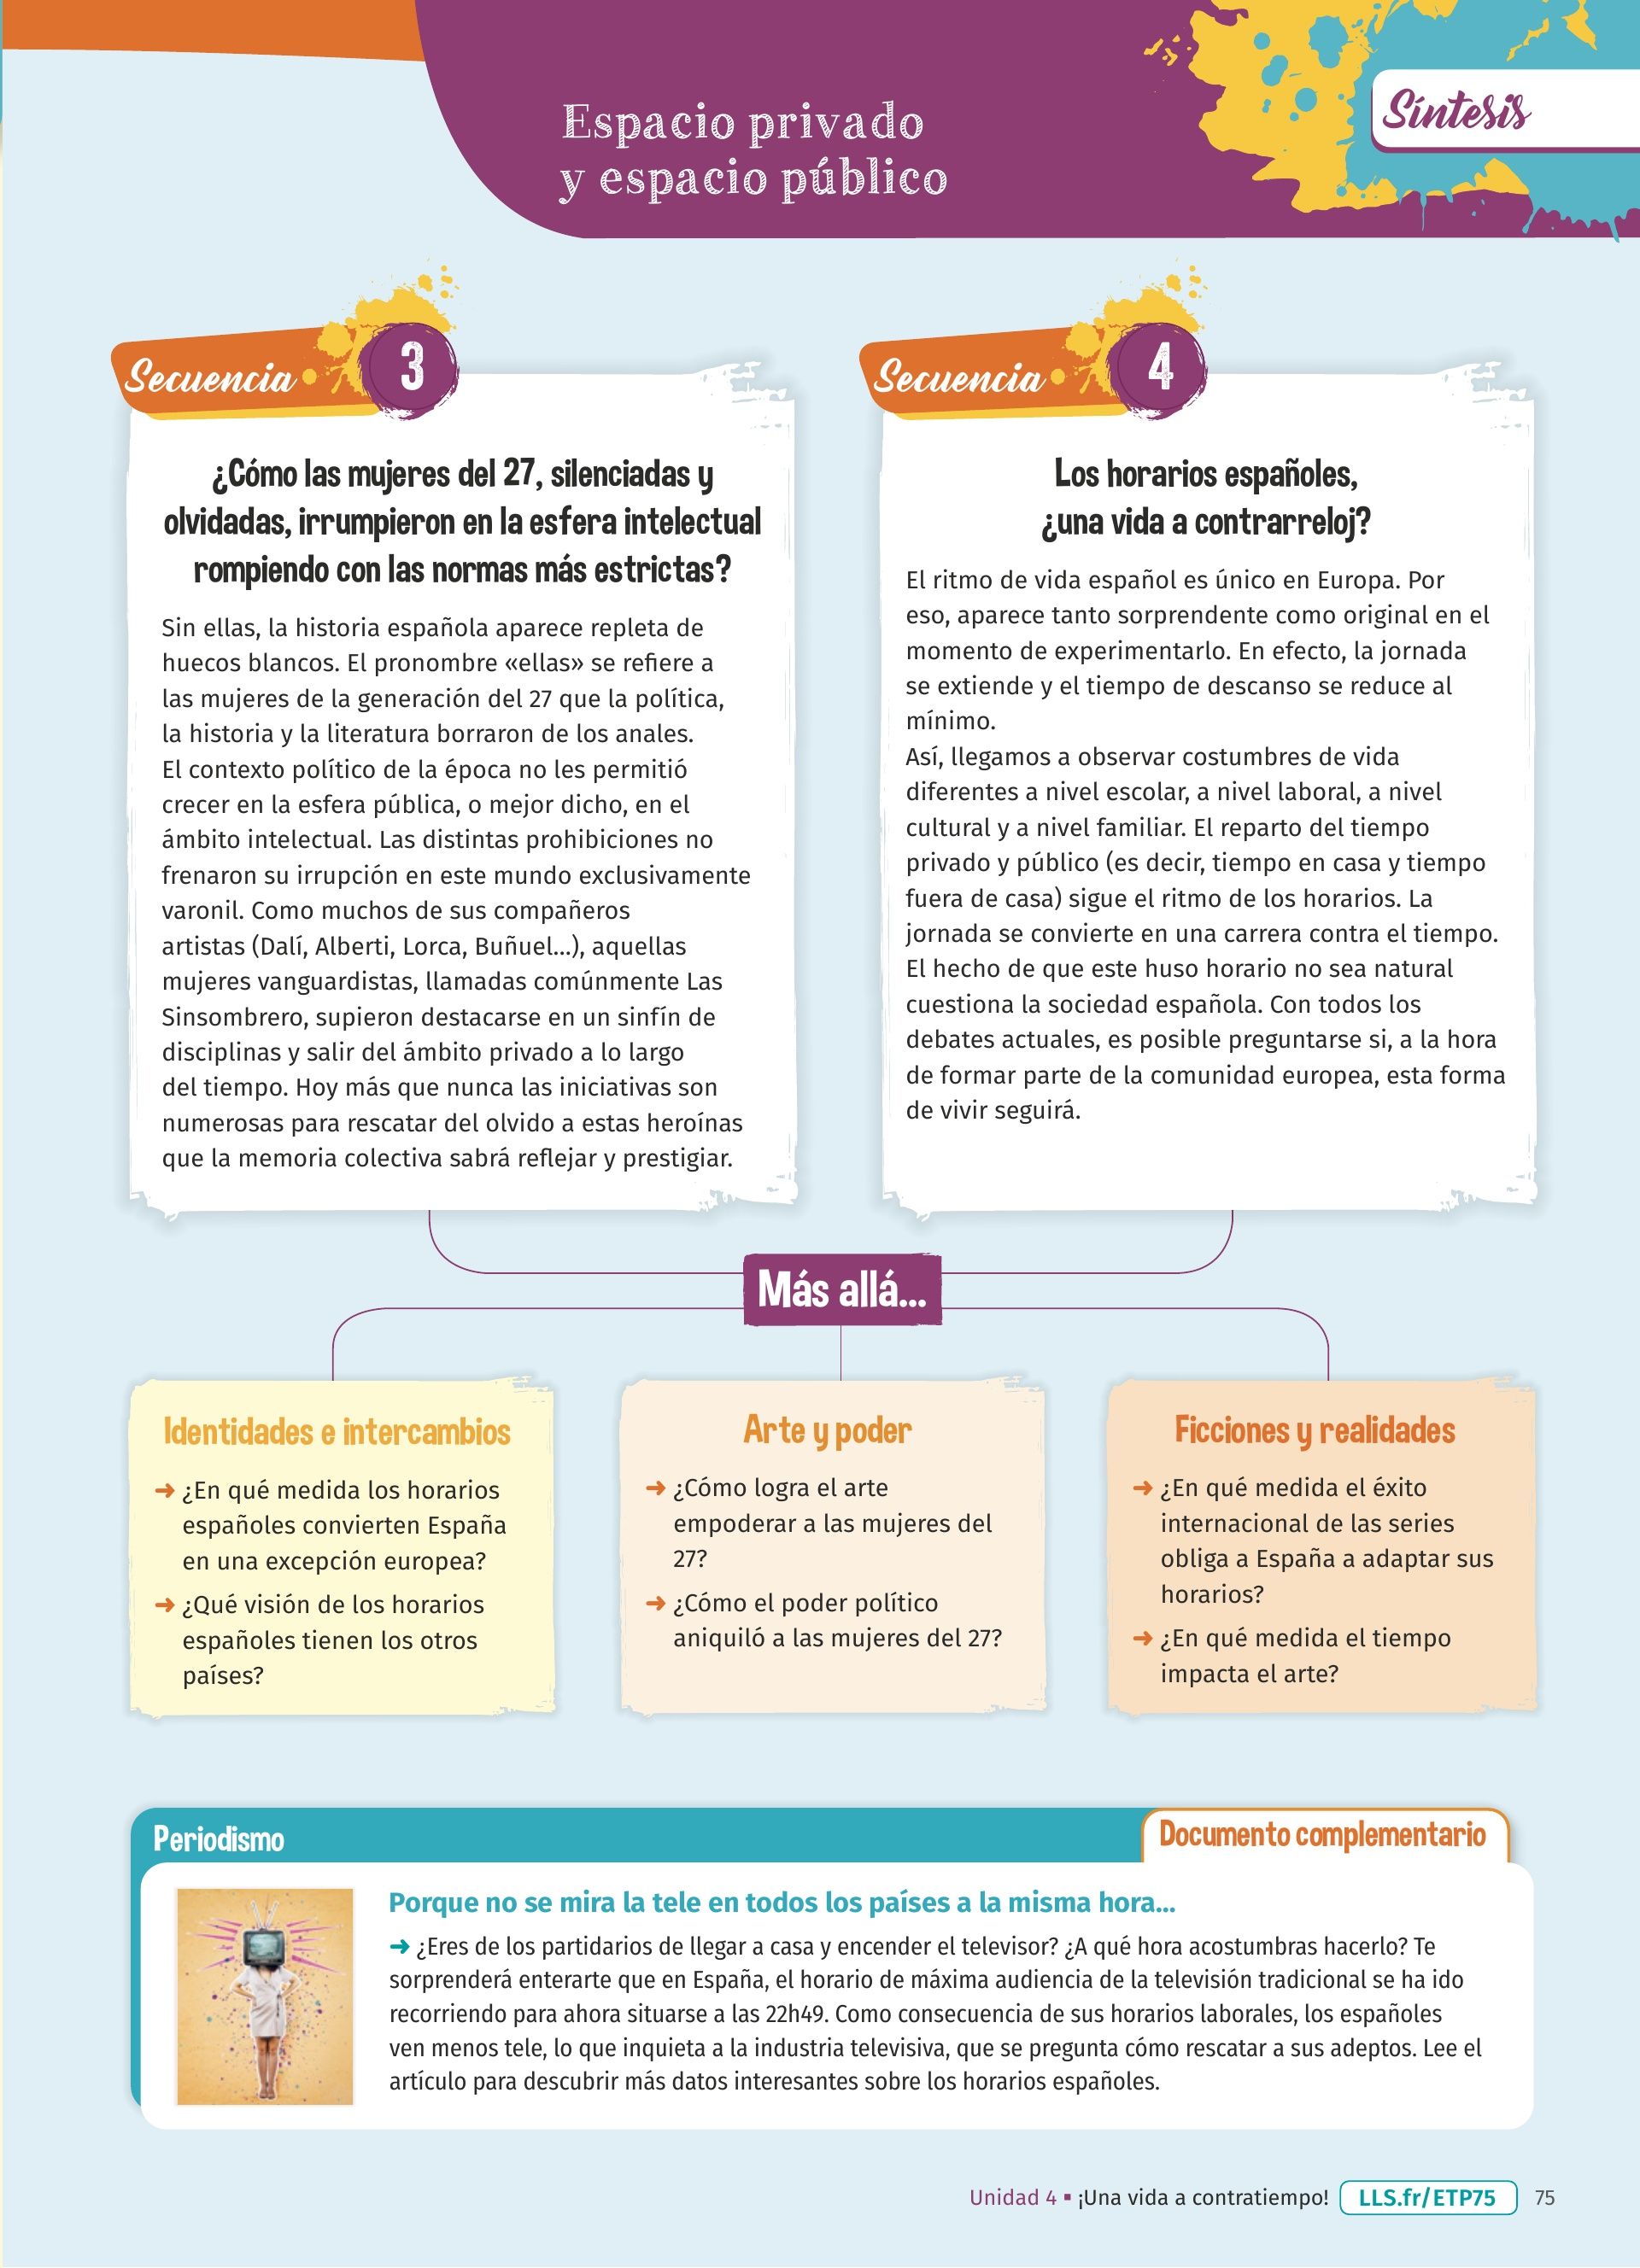 Espacio privado
y espacio público
Síntesis
Secuencia 3
¿Cómo las mujeres del 27, silenciadas y
olvidadas, irrumpieron en la esfera intelectual
rompiendo con las normas más estrictas?
Sin ellas, la historia española aparece repleta de
huecos blancos. El pronombre «ellas» se refiere a
las mujeres de la generación del 27 que la política,
la historia y la literatura borraron de los anales.
El contexto político de la época no les permitió
crecer en la esfera pública, o mejor dicho, en el
ámbito intelectual. Las distintas prohibiciones no
frenaron su irrupción en este mundo exclusivamente
varonil. Como muchos de sus compañeros
artistas (Dalí, Alberti, Lorca, Buñuel...), aquellas
mujeres vanguardistas, llamadas comúnmente Las
Sinsombrero, supieron destacarse en un sinfín de
disciplinas y salir del ámbito privado a lo largo
del tiempo. Hoy más que nunca las iniciativas son
numerosas para rescatar del olvido a estas heroínas
que la memoria colectiva sabrá reflejar y prestigiar.
Secuencia 4
Los horarios españoles,
¿una vida a contrarreloj?
El ritmo de vida español es único en Europa. Por
eso, aparece tanto sorprendente como original en el
momento de experimentarlo. En efecto, la jornada
se extiende y el tiempo de descanso se reduce al
mínimo.
Así, llegamos a observar costumbres de vida
diferentes a nivel escolar, a nivel laboral, a nivel
cultural y a nivel familiar. El reparto del tiempo
privado y público (es decir, tiempo en casa y tiempo
fuera de casa) sigue el ritmo de los horarios. La
jornada se convierte en una carrera contra el tiempo.
El hecho de que este huso horario no sea natural
cuestiona la sociedad española. Con todos los
debates actuales, es posible preguntarse si, a la hora
de formar parte de la comunidad europea, esta forma
de vivir seguirá.
Más allá...
Identidades e intercambios
➜ ¿En qué medida los horarios
españoles convierten España
en una excepción europea?
➜ ¿Qué visión de los horarios
españoles tienen los otros
países?
Arte y poder
➜ ¿Cómo logra el arte
empoderar a las mujeres del
27?
➜ ¿Cómo el poder político
aniquiló a las mujeres del 27?
Ficciones y realidades
➜ ¿En qué medida el éxito
internacional de las series
obliga a España a adaptar sus
horarios?
➜ ¿En qué medida el tiempo
impacta el arte?
Periodismo
Documento complementario
Porque no se mira la tele en todos los países a la misma hora...
➜ ¿Eres de los partidarios de llegar a casa y encender el televisor? ¿A qué hora acostumbras hacerlo? Te
sorprenderá enterarte que en España, el horario de máxima audiencia de la televisión tradicional se ha ido
recorriendo para ahora situarse a las 22h49. Como consecuencia de sus horarios laborales, los españoles
ven menos tele, lo que inquieta a la industria televisiva, que se pregunta cómo rescatar a sus adeptos. Lee el
artículo para descubrir más datos interesantes sobre los horarios españoles.
Unidad 4 ▪ ¡Una vida a contratiempo! LLS.fr/ETP75 75